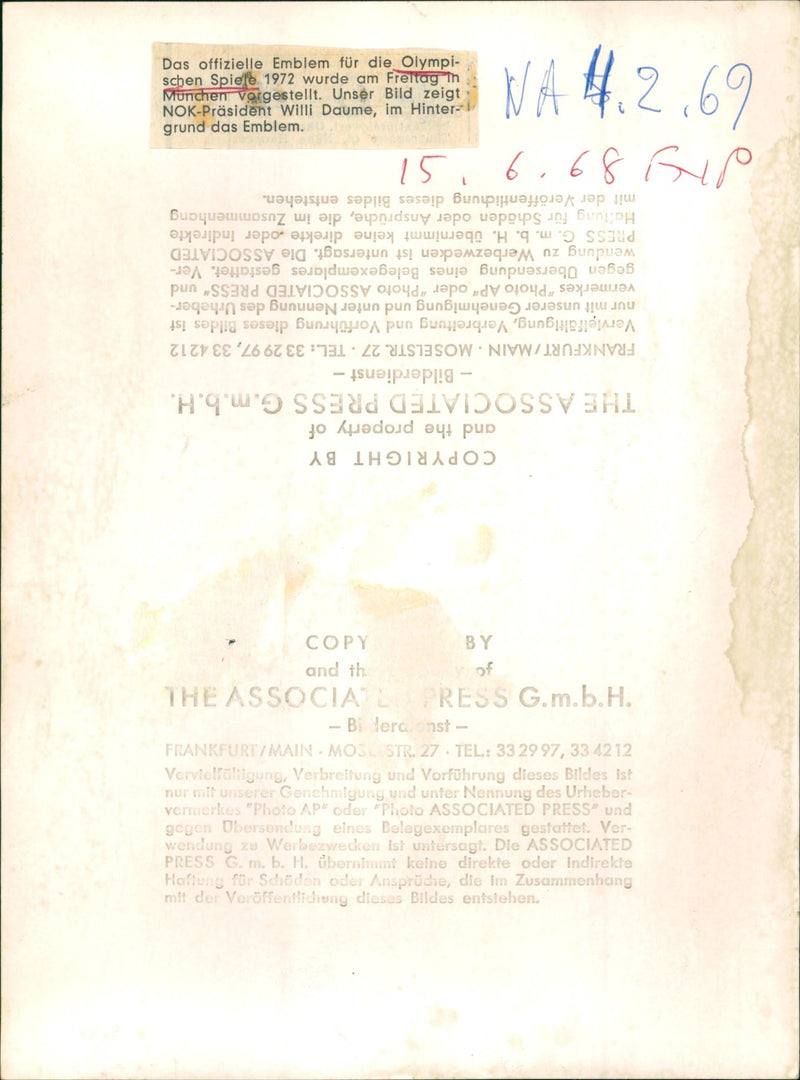 Das offizielle Emblem für die Olympi-
schen Spiele 1972 wurde am Freitag in
München vorgestellt. Unser Bild zeigt
NOK-Präsident Willi Daume, im Hinter-
grund das Emblem.
NA 4.2.69
15. 6. 68 FNP
COPYRIGHT BY
and the property of
THE ASSOCIATED PRESS G.m.b.H.
– Bilderdienst –
FRANKFURT/MAIN · MOSELSTR. 27 · TEL: 33 29 97, 33 42 12
Vervielfältigung, Verbreitung und Vorführung dieses Bildes ist
nur mit unserer Genehmigung und unter Nennung des Urheber-
vermerkes "Photo AP" oder "Photo ASSOCIATED PRESS" und
gegen Übersendung eines Belegexemplares gestattet. Ver-
wendung zu Werbezwecken ist untersagt. Die ASSOCIATED
PRESS G. m. b. H. übernimmt keine direkte oder indirekte
Haftung für Schäden oder Ansprüche, die im Zusammenhang
mit der Veröffentlichung dieses Bildes entstehen.
COPY BY
and th of
THE ASSOCIATED PRESS G.m.b.H.
– Bilderdienst –
FRANKFURT/MAIN · MOSELSTR. 27 · TEL: 33 29 97, 33 42 12
Vervielfältigung, Verbreitung und Vorführung dieses Bildes ist
nur mit unserer Genehmigung und unter Nennung des Urheber-
vermerkes "Photo AP" oder "Photo ASSOCIATED PRESS" und
gegen Übersendung eines Belegexemplares gestattet. Ver-
wendung zu Werbezwecken ist untersagt. Die ASSOCIATED
PRESS G. m. b. H. übernimmt keine direkte oder indirekte
Haftung für Schäden oder Ansprüche, die im Zusammenhang
mit der Veröffentlichung dieses Bildes entstehen.